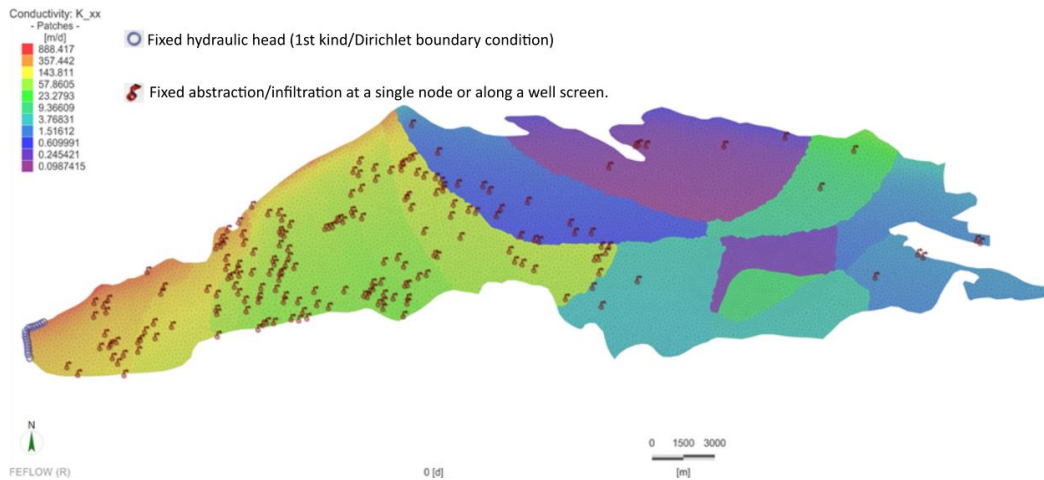 Conductivity: K_xx
- Patches -
[m/d]
888.417
357.442
143.811
57.8605
23.2793
9.36609
3.76831
1.51612
0.609991
0.245421
0.0987415
Fixed hydraulic head (1st kind/Dirichlet boundary condition)
Fixed abstraction/infiltration at a single node or along a well screen.
N
FEFLOW (R)
0 [d]
0 1500 3000
[m]